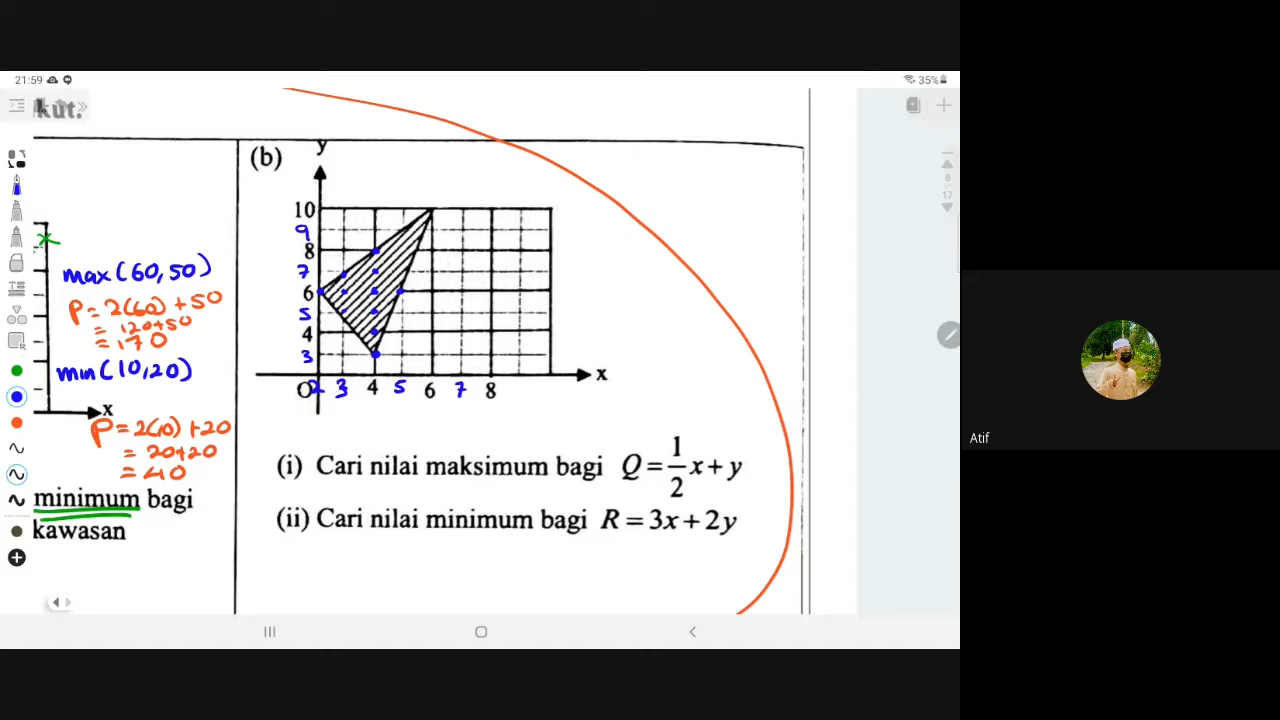 21:59
35%
kut.
(b)
y
10
9
8
7
6
5
4
3
O 2 3 4 5 6 7 8
x
x
max (60,50)
P = 2(60) + 50
= 120+50
= 170
min (10,20)
x
P = 2(10) + 20
= 20+20
= 40
minimum bagi
kawasan
(i) Cari nilai maksimum bagi Q = 1/2 x + y
(ii) Cari nilai minimum bagi R = 3x + 2y
8
17
Atif